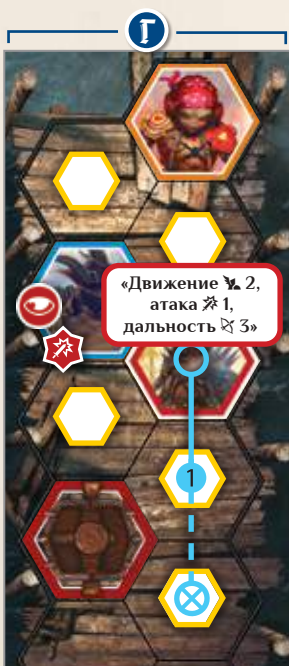 Г
«Движение 2,
атака 1,
дальность 3»
1